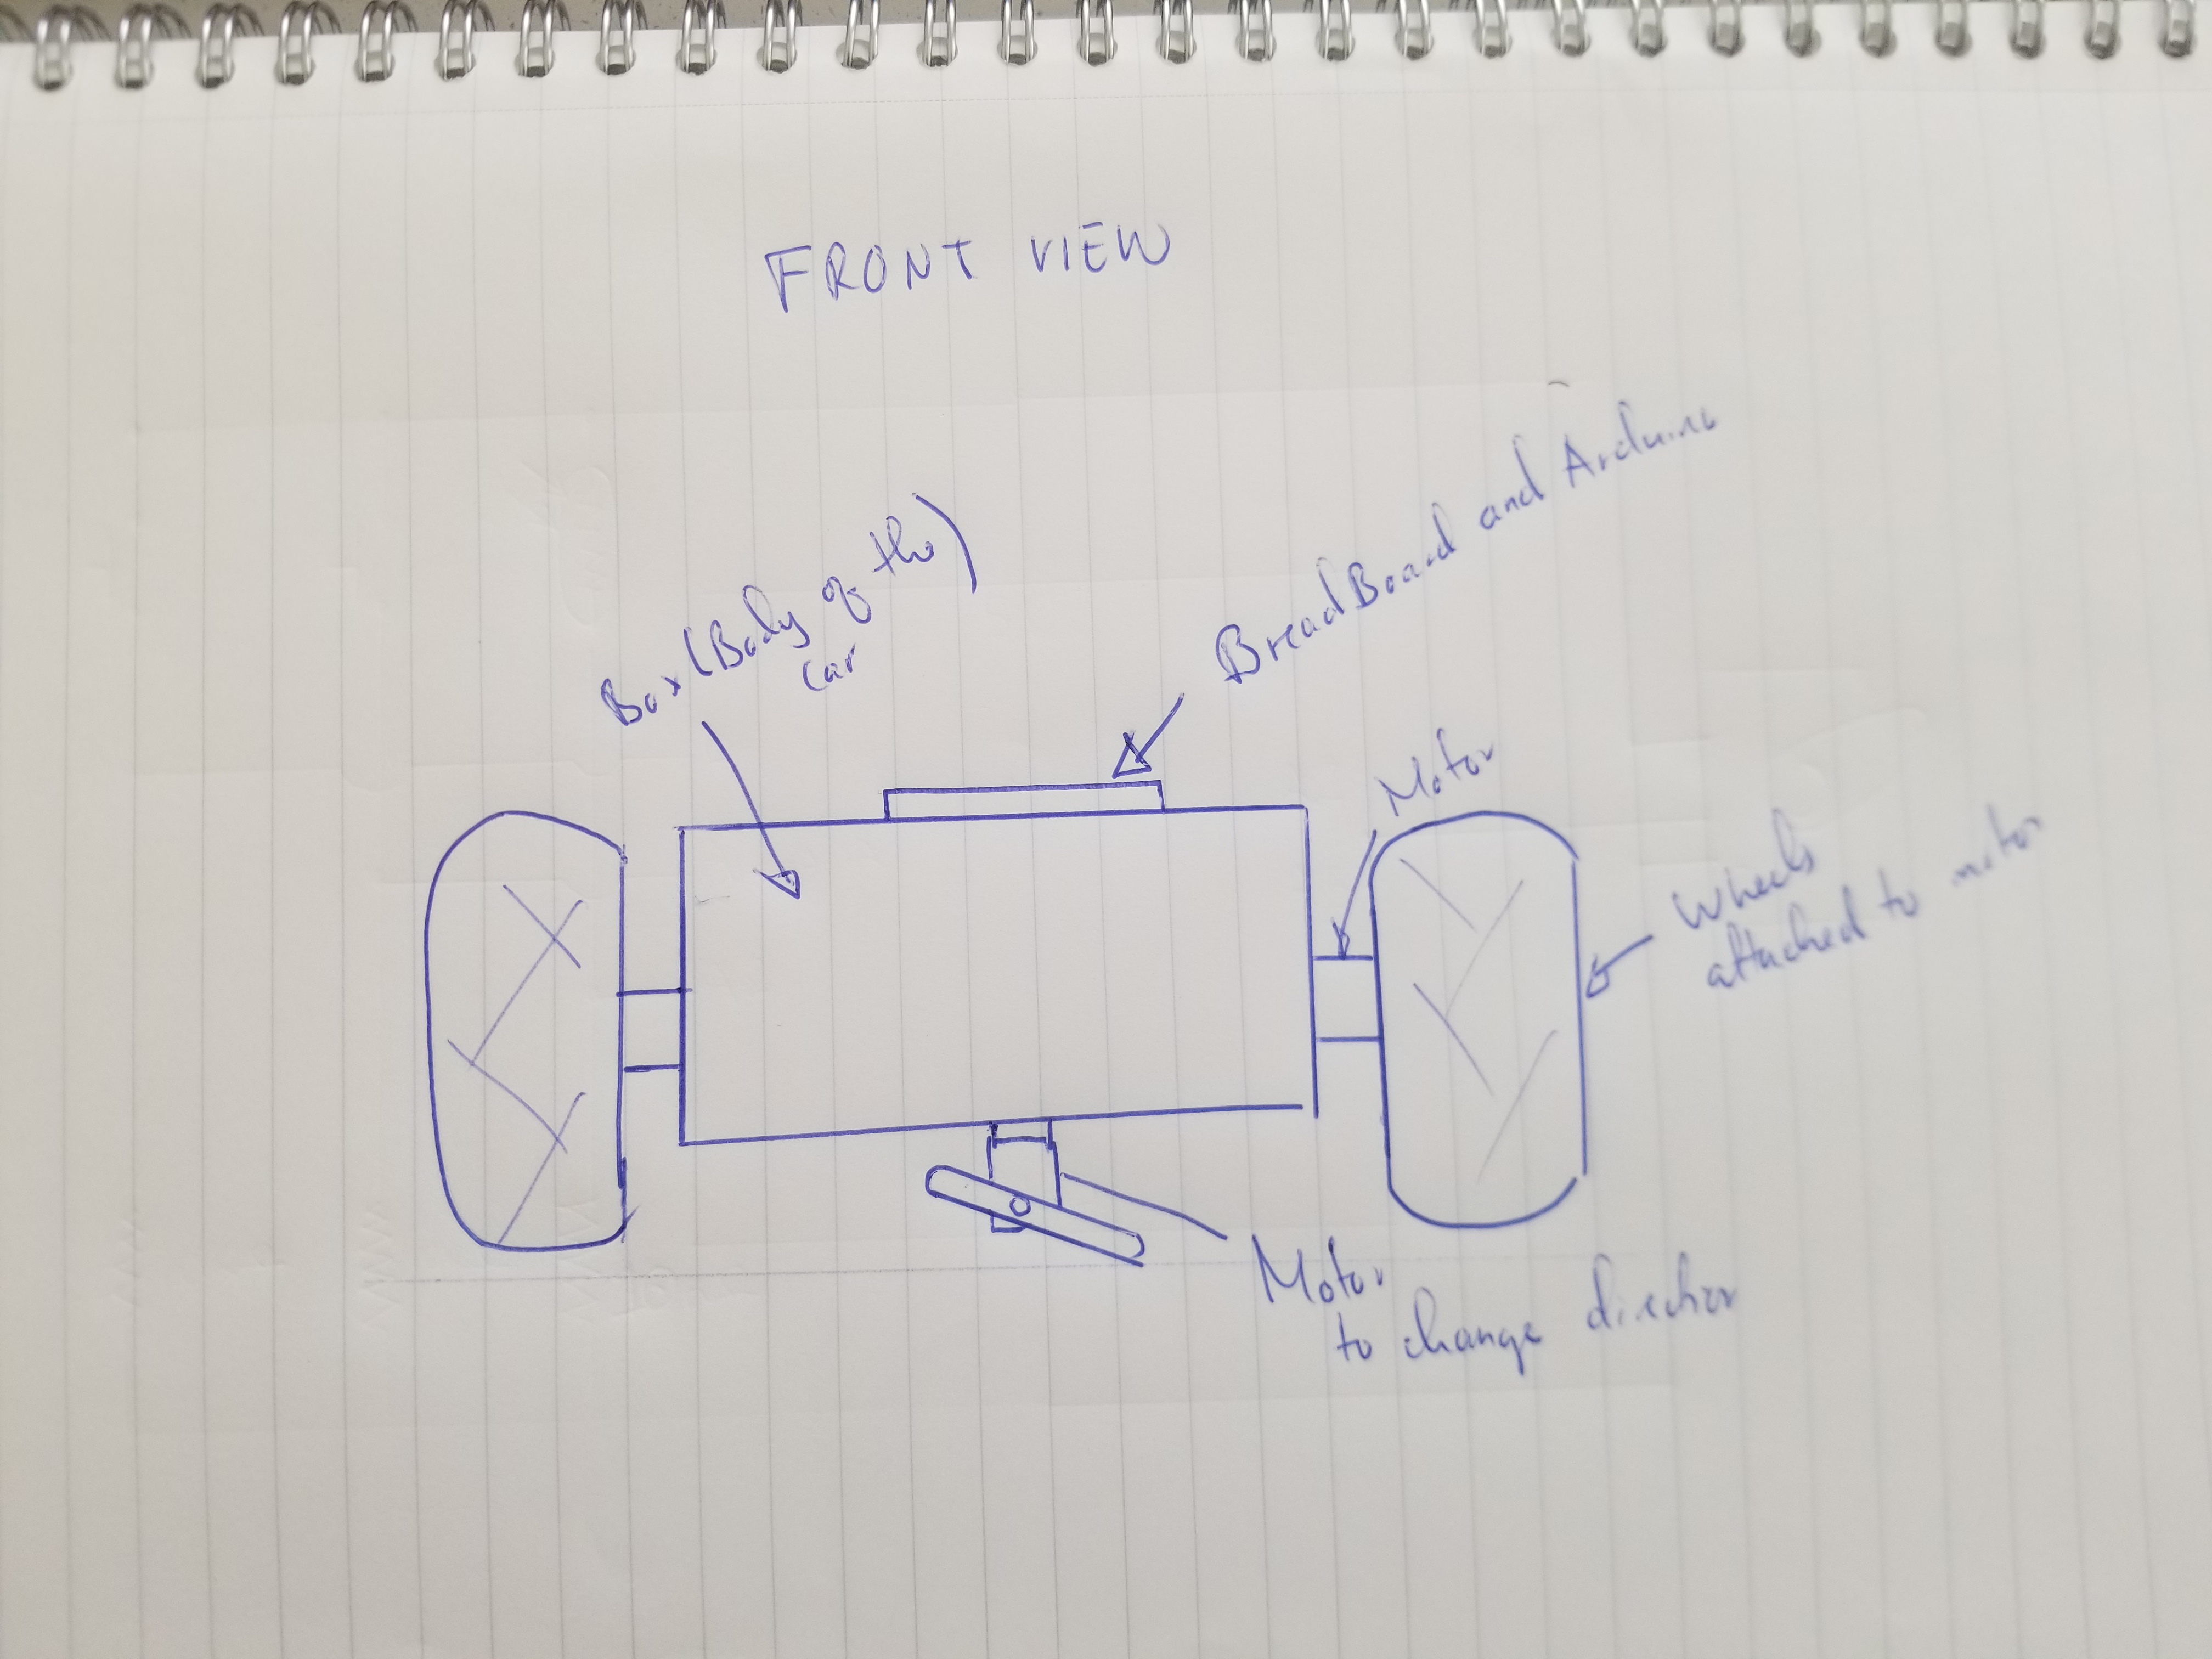 FRONT VIEW
Box (Body of the)
car
BreadBoard and Arduino
Motor
Wheels
attached to motor
Motor
to change direction